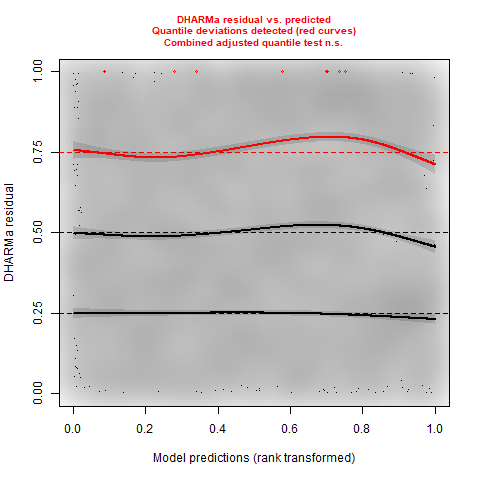 DHARMa residual vs. predicted
Quantile deviations detected (red curves)
Combined adjusted quantile test n.s.
1.00
0.75
0.50
0.25
0.00
DHARMa residual
0.0 0.2 0.4 0.6 0.8 1.0
Model predictions (rank transformed)